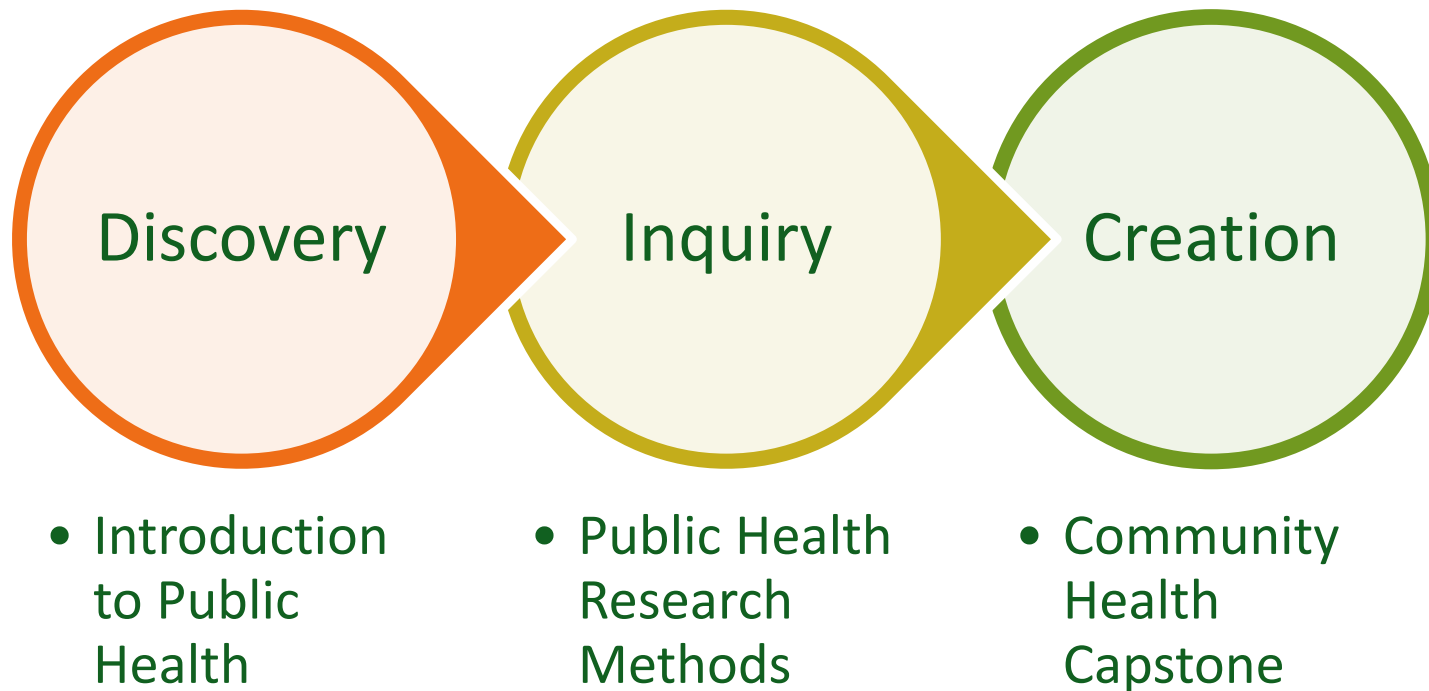 Discovery
Inquiry
Creation
• Introduction
to Public
Health
• Public Health
Research
Methods
• Community
Health
Capstone